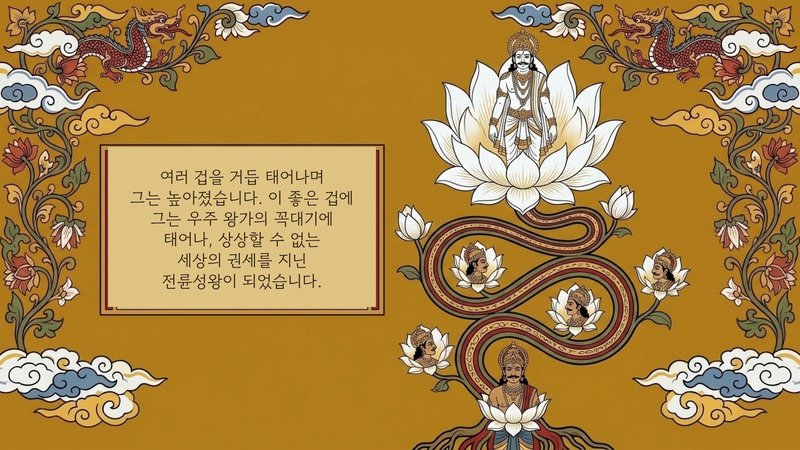 여러 겁을 거듭 태어나며
그는 높아졌습니다. 이 좋은 겁에
그는 우주 왕가의 꼭대기에
태어나, 상상할 수 없는
세상의 권세를 지닌
전륜성왕이 되었습니다.